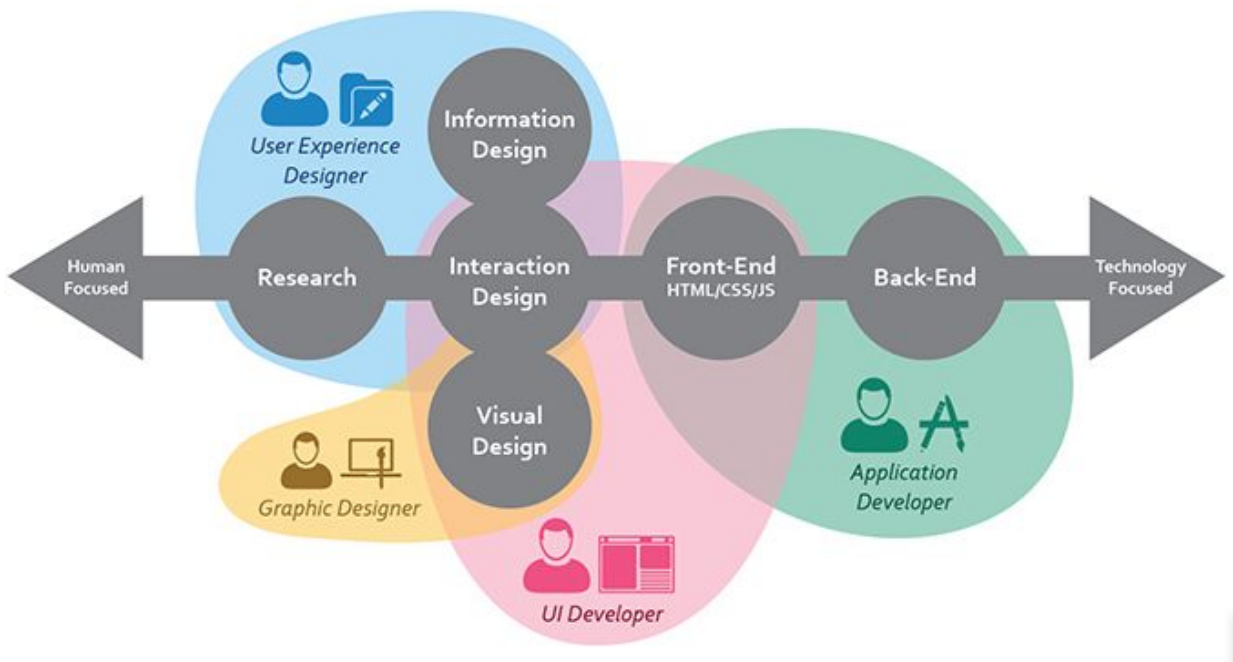 Information
Design
User Experience
Designer
Human
Focused
Research
Interaction
Design
Front-End
HTML/CSS/JS
Back-End
Technology
Focused
Visual
Design
Graphic Designer
Application
Developer
UI Developer